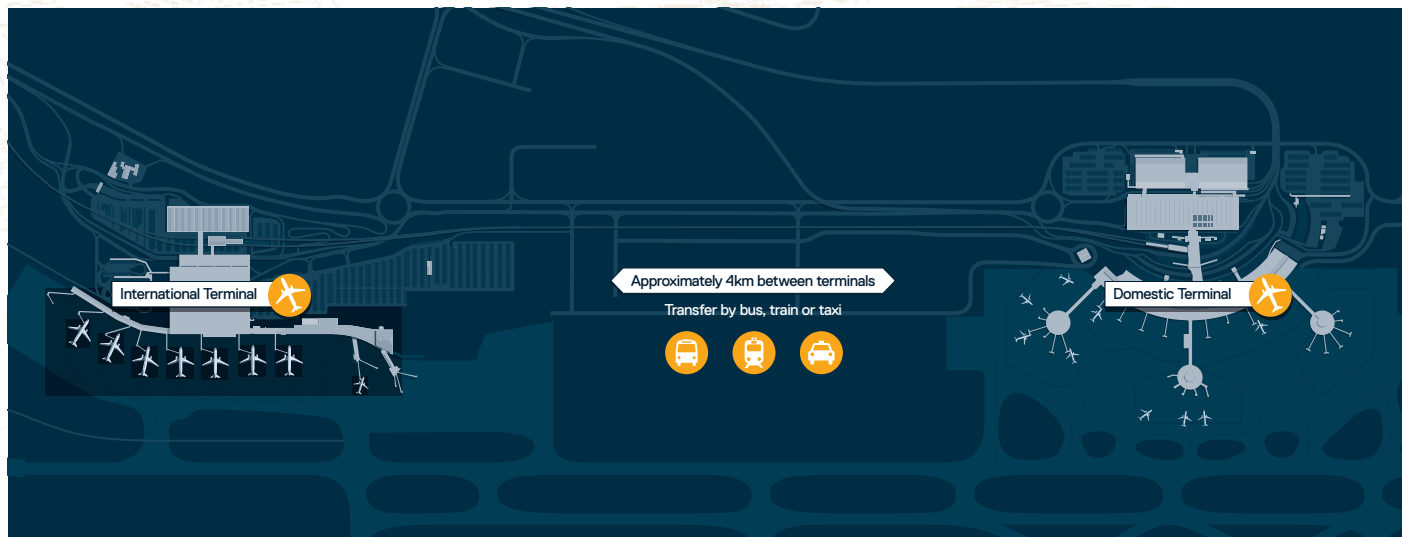 International Terminal
Approximately 4km between terminals
Transfer by bus, train or taxi
Domestic Terminal